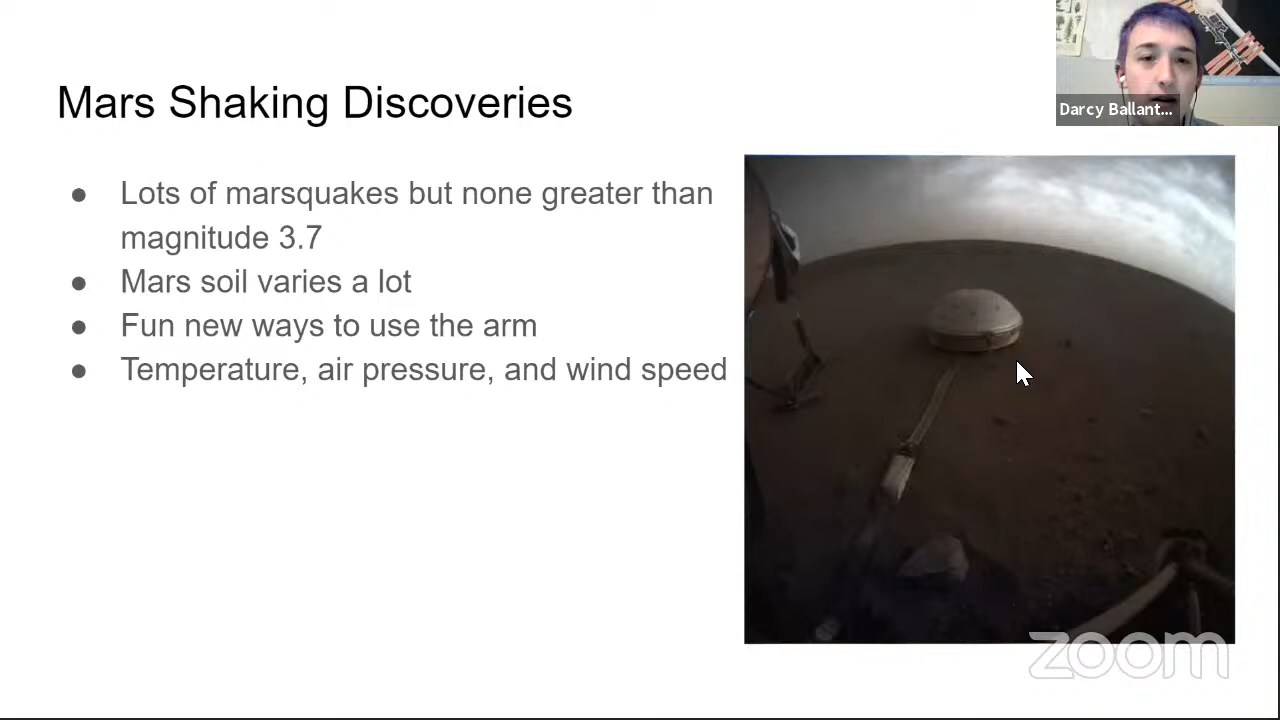 Mars Shaking Discoveries
Darcy Ballant...
● Lots of marsquakes but none greater than
magnitude 3.7
● Mars soil varies a lot
● Fun new ways to use the arm
● Temperature, air pressure, and wind speed
zoom